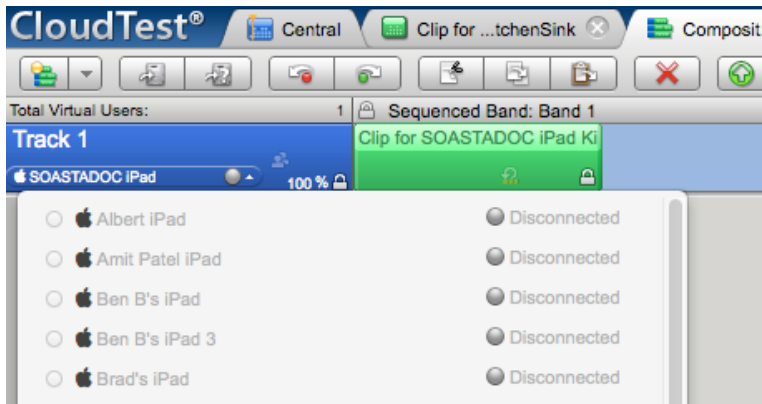 CloudTest® Central Clip for ...tchenSink Composit
Total Virtual Users: 1 Sequenced Band: Band 1
Track 1 Clip for SOASTADOC iPad Ki
SOASTADOC iPad 100 %
Albert iPad Disconnected
Amit Patel iPad Disconnected
Ben B's iPad Disconnected
Ben B's iPad 3 Disconnected
Brad's iPad Disconnected